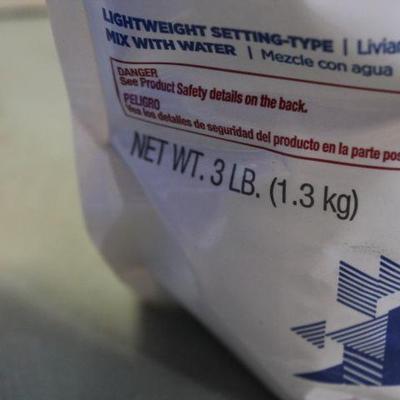 LIGHTWEIGHT SETTING-TYPE | Livia
MIX WITH WATER | Mezcle con agua
DANGER
See Product Safety details on the back.
PELIGRO
Vea los detalles de seguridad del producto en la parte pos
NET WT. 3 LB. (1.3 kg)